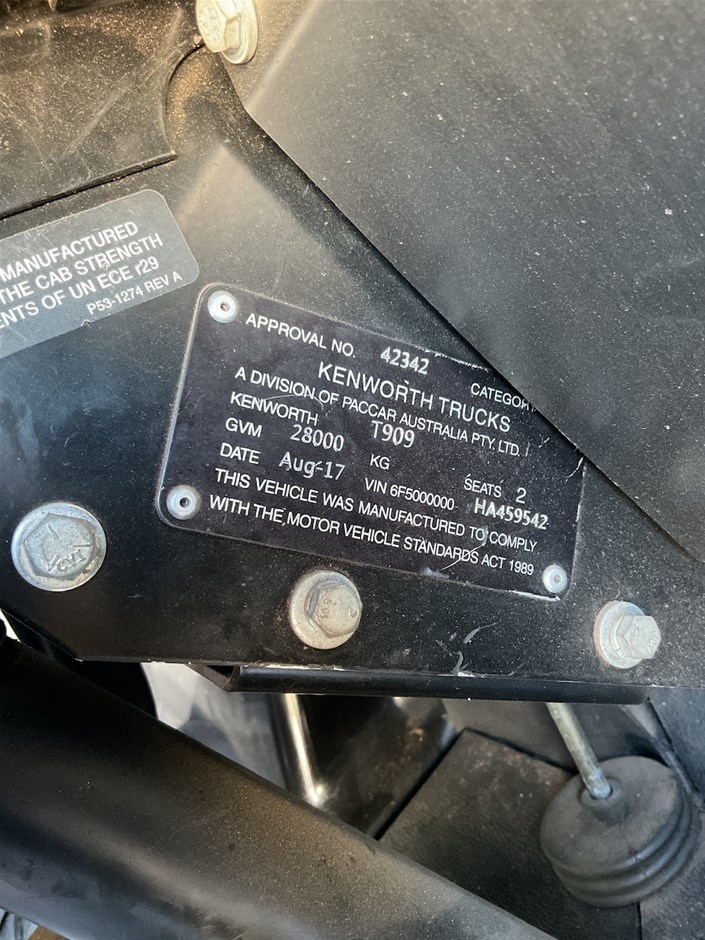 MANUFACTURED
THE CAB STRENGTH
ENTS OF UN ECE r29
P53-1274 REV A
APPROVAL NO. 42342 CATEGOR
KENWORTH TRUCKS
A DIVISION OF PACCAR AUSTRALIA PTY. LTD.
KENWORTH T909
GVM 28000 KG SEATS 2
DATE Aug-17 VIN 6F5000000 HA459542
THIS VEHICLE WAS MANUFACTURED TO COMPLY
WITH THE MOTOR VEHICLE STANDARDS ACT 1989